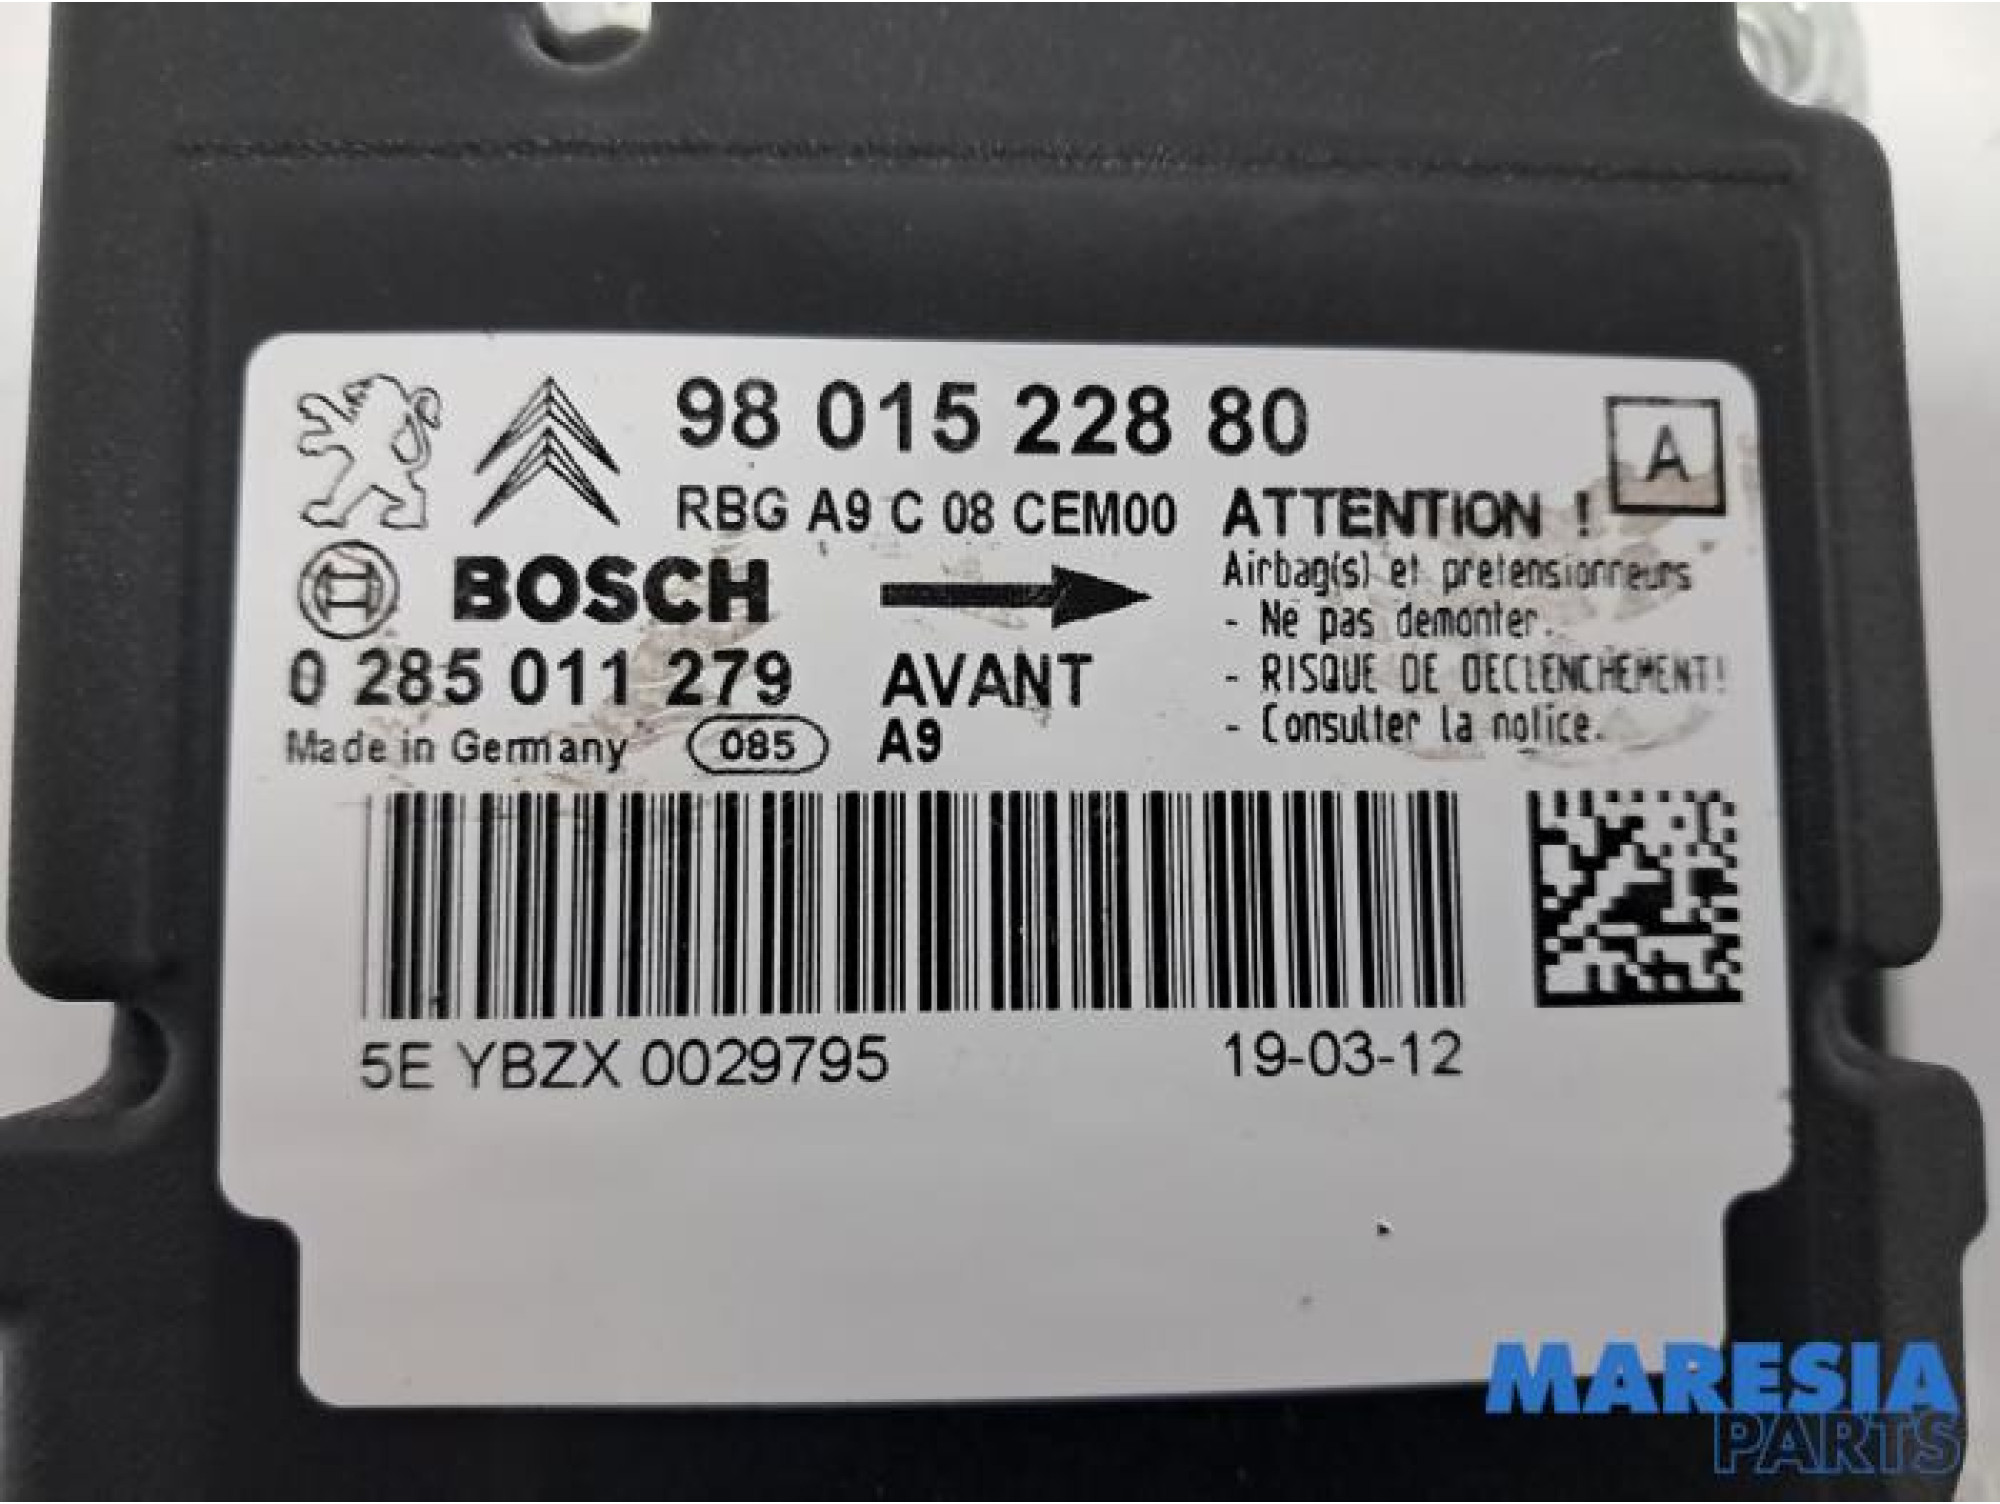 98 015 228 80
A
RBG A9 C 08 CEM00
ATTENTION !
BOSCH
Airbag(s) et pretensionneurs
- Ne pas demonter.
0 285 011 279
AVANT
- RISQUE DE DECLENCHEMENT!
Made in Germany
085
A9
- Consulter la notice.
5E YBZX 0029795
19-03-12
MARESIA
PARTS